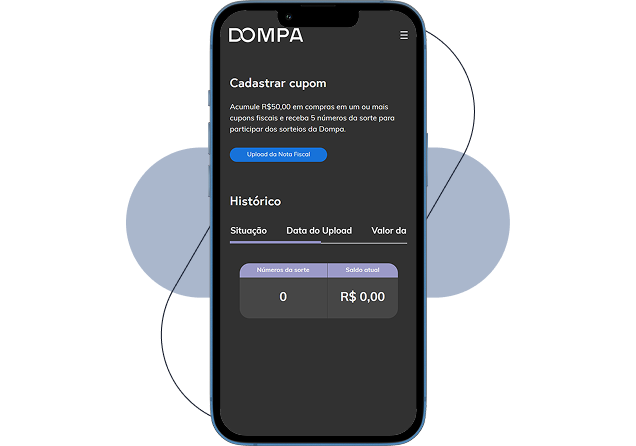 DOMPA
Cadastrar cupom
Acumule R$50,00 em compras em um ou mais
cupons fiscais e receba 5 números da sorte para
participar dos sorteios da Dompa.
Upload da Nota Fiscal
Histórico
Situação Data do Upload Valor da
Números da sorte Saldo atual
0 R$ 0,00